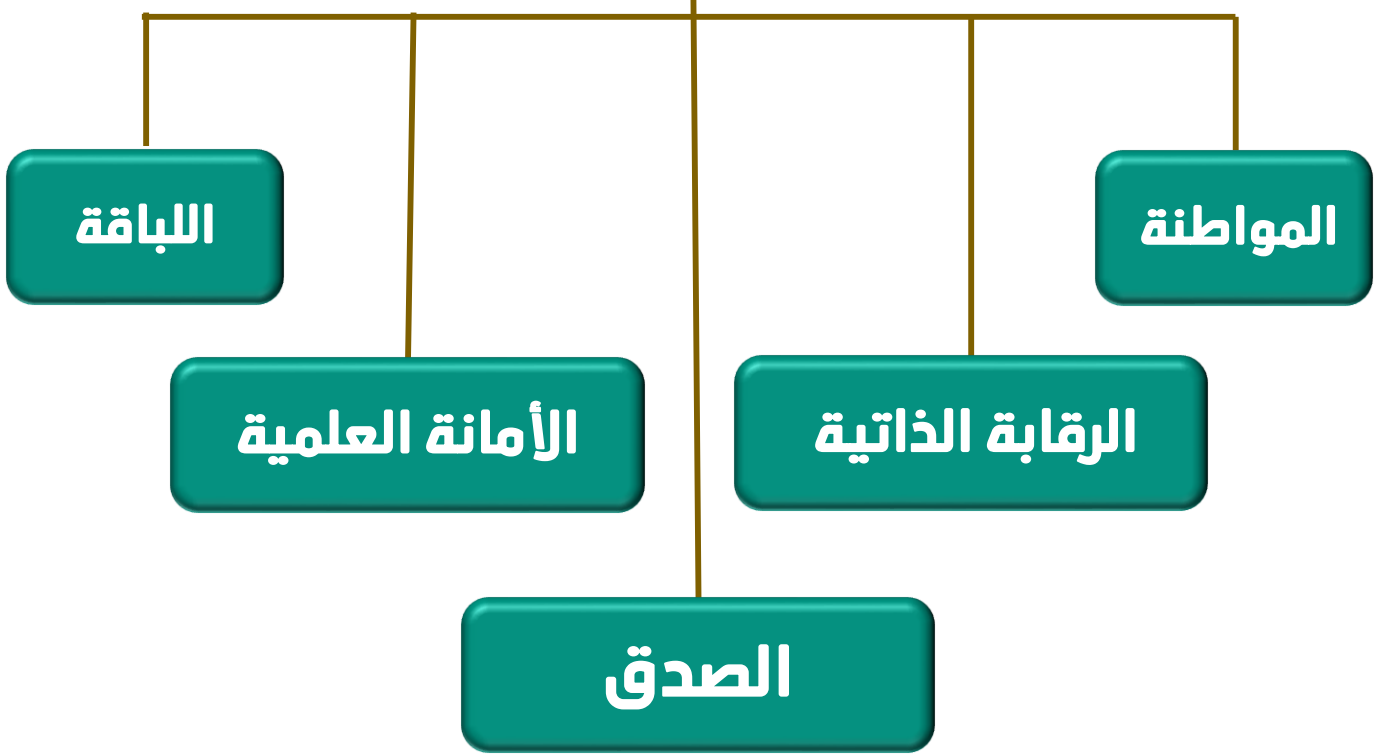 المواطنة
اللباقة
الرقابة الذاتية
الأمانة العلمية
الصدق